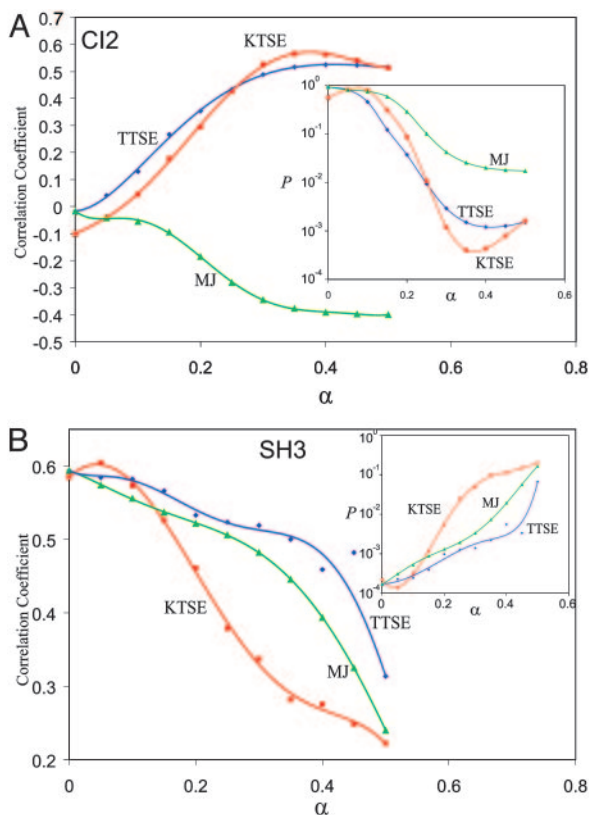 A
CI2
0.7
0.6
0.5
0.4
0.3
0.2
0.1
0
-0.1
-0.2
-0.3
-0.4
-0.5
Correlation Coefficient
KTSE
TTSE
MJ
0
0.2
0.4
0.6
0.8
α
10⁰
10⁻¹
10⁻²
10⁻³
10⁻⁴
P
MJ
TTSE
KTSE
0
0.2
0.4
0.6
α
B
SH3
0.6
0.5
0.4
0.3
0.2
Correlation Coefficient
KTSE
MJ
TTSE
0
0.2
0.4
0.6
0.8
α
10⁰
10⁻¹
10⁻²
10⁻³
10⁻⁴
P
KTSE
MJ
TTSE
0
0.2
0.4
0.6
α